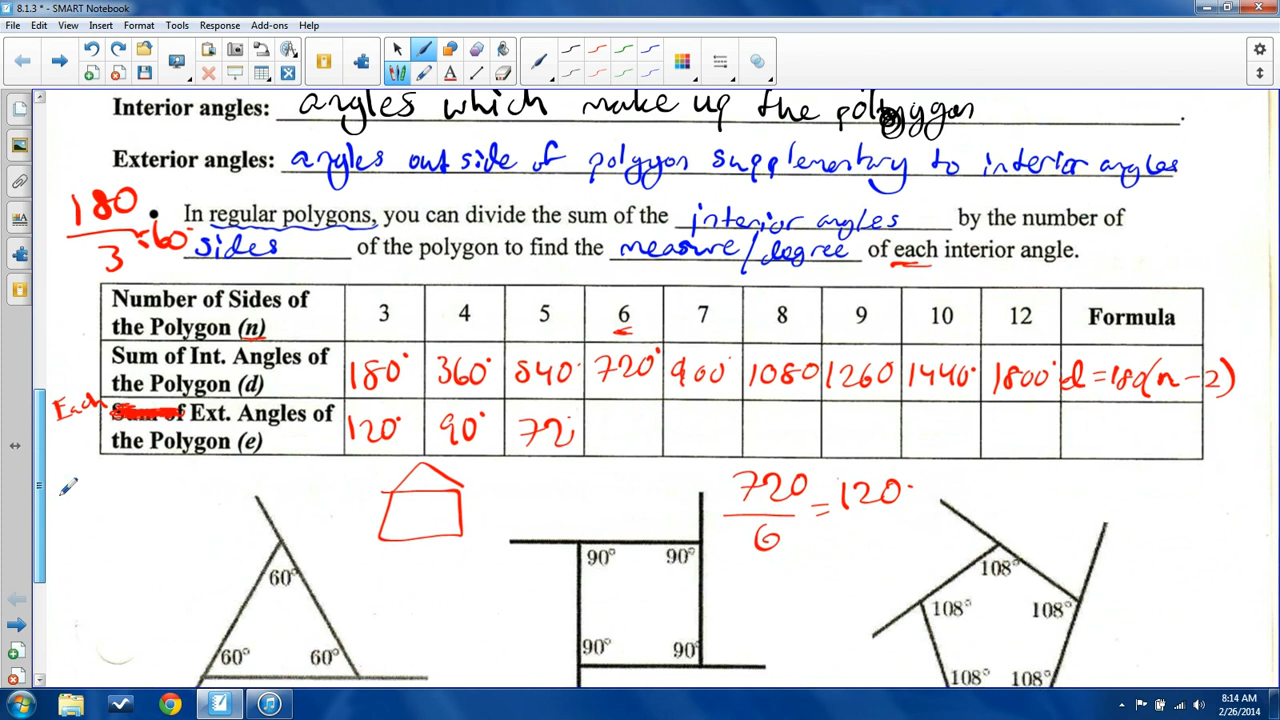 8.1.3 * - SMART Notebook
File Edit View Insert Format Tools Response Add-ons Help
Interior angles: angles which make up the polygygon .
Exterior angles: angles out side of polygon supplementary to interior angles
180
3
=60°
• In regular polygons, you can divide the sum of the interior angles by the number of
sides of the polygon to find the measure/degree of each interior angle.
Number of Sides of the Polygon (n) 3 4 5 6 7 8 9 10 12 Formula
Sum of Int. Angles of the Polygon (d) 180° 360° 540° 720° 900° 1080 1260 1440° 1800° d=180(n-2)
Each Ext. Angles of the Polygon (e) 120° 90° 72°
720
6
=120°
60°
60° 60°
90° 90°
90° 90°
108°
108° 108°
108° 108°
8:14 AM
2/26/2014